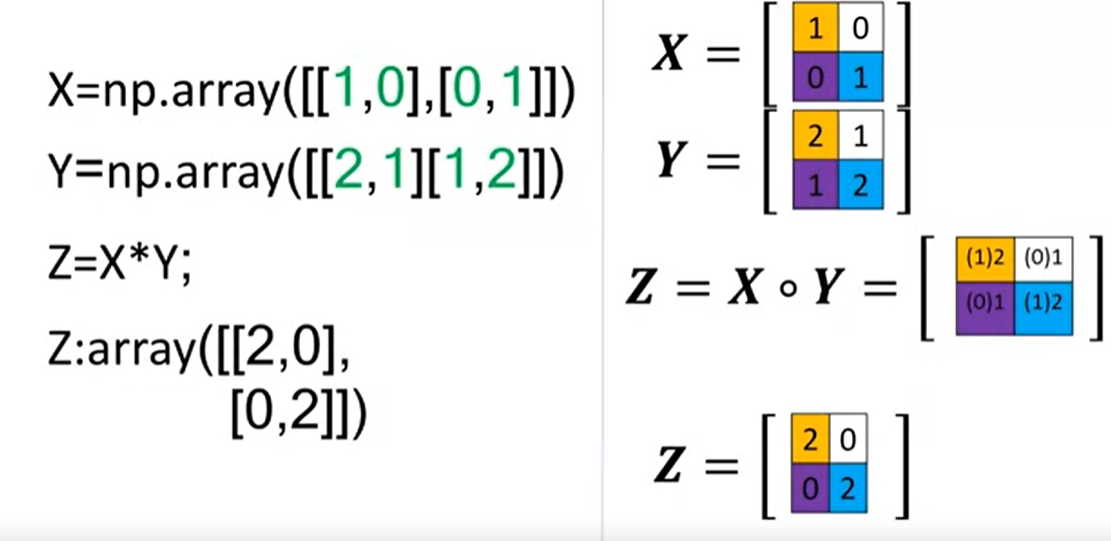 X=np.array([[1,0],[0,1]])
Y=np.array([[2,1][1,2]])
Z=X*Y;
Z:array([[2,0],
[0,2]])
X = [
1 0
0 1
]
Y = [
2 1
1 2
]
Z = X ∘ Y = [
(1)2 (0)1
(0)1 (1)2
]
Z = [
2 0
0 2
]